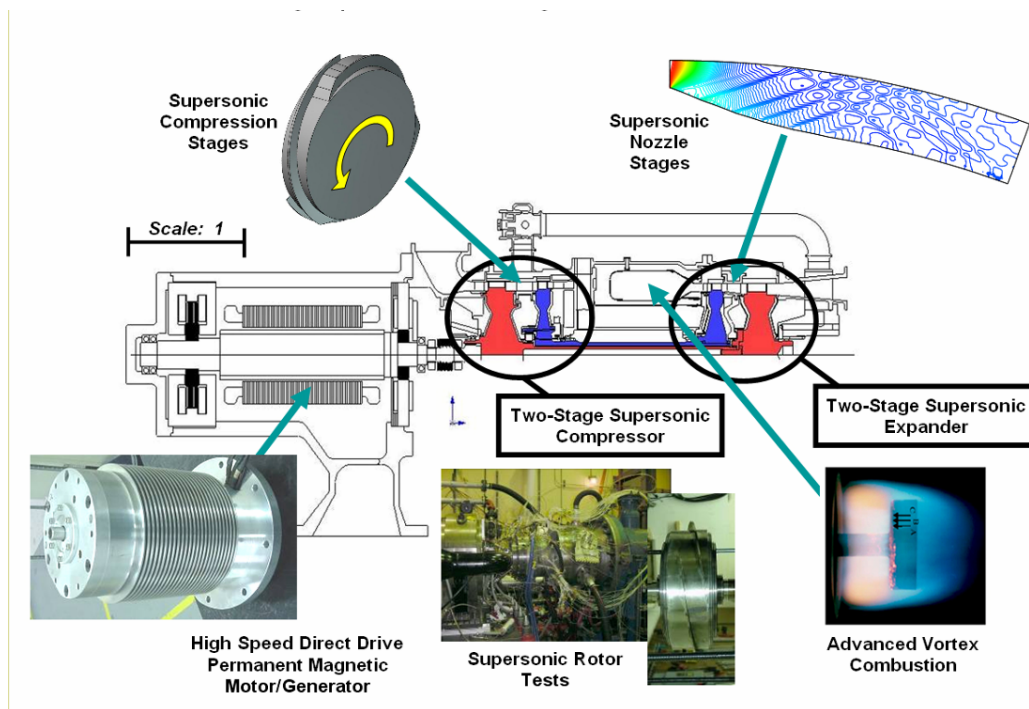 Supersonic
Compression
Stages
Supersonic
Nozzle
Stages
Scale: 1
Two-Stage Supersonic
Compressor
Two-Stage Supersonic
Expander
High Speed Direct Drive
Permanent Magnetic
Motor/Generator
Supersonic Rotor
Tests
Advanced Vortex
Combustion